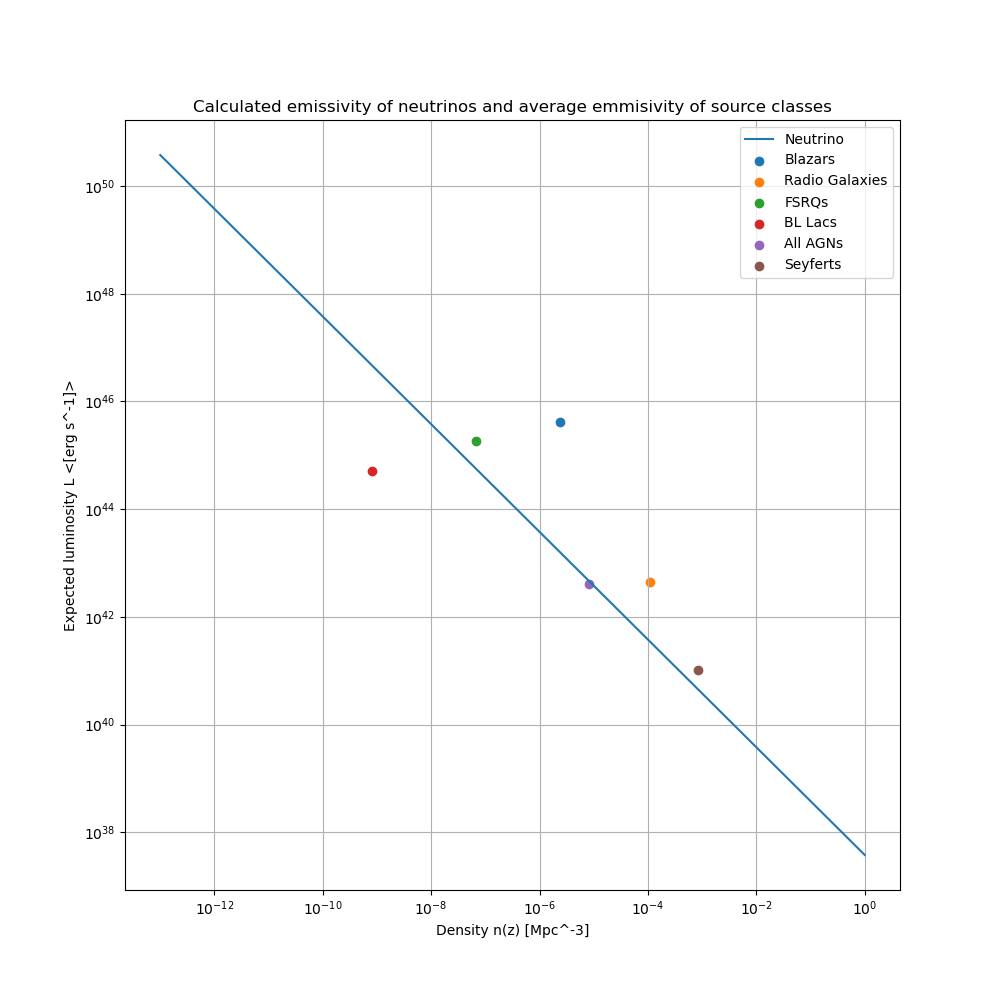 Calculated emissivity of neutrinos and average emmisivity of source classes
Neutrino
Blazars
Radio Galaxies
FSRQs
BL Lacs
All AGNs
Seyferts
10^50
10^48
10^46
10^44
10^42
10^40
10^38
Expected luminosity L <[erg s^-1]>
10^−12
10^−10
10^−8
10^−6
10^−4
10^−2
10^0
Density n(z) [Mpc^-3]